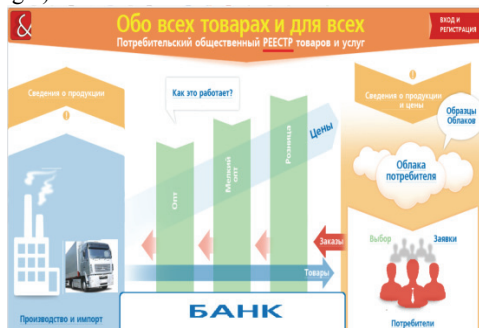 &
Обо всех товарах и для всех
Потребительский общественный РЕЕСТР товаров и услуг
ВХОД И
РЕГИСТРАЦИЯ
Сведения о продукции
Как это работает?
Сведения о продукции
и цены
Образцы
Облаков
Облака
потребителя
Цены
Опт
Мелкий
опт
Розница
Выбор
Заявки
Заказы
Товары
БАНК
Производство и импорт
Потребители